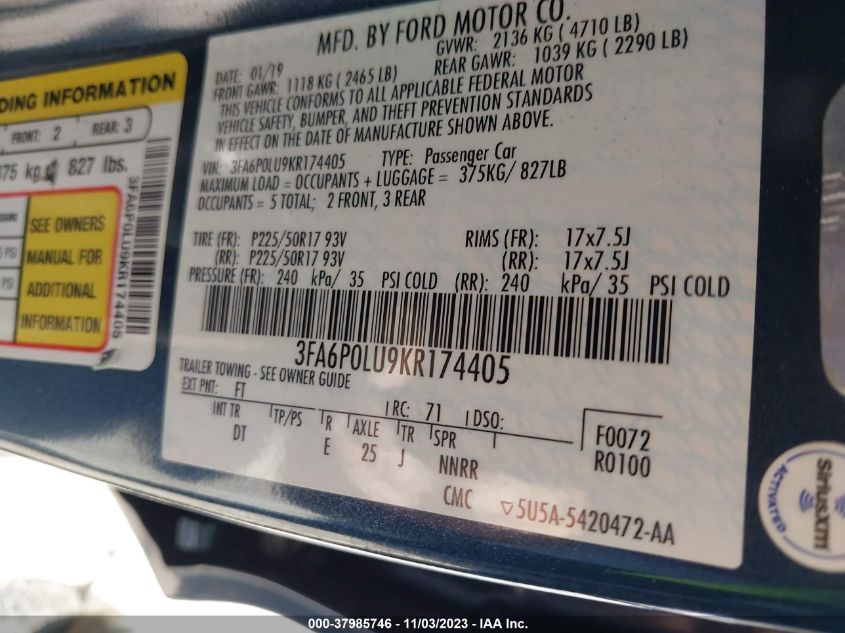 MFD. BY FORD MOTOR CO.
DATE: 01/19 GVWR: 2136 KG ( 4710 LB)
FRONT GAWR: 1118 KG ( 2465 LB) REAR GAWR: 1039 KG ( 2290 LB)
THIS VEHICLE CONFORMS TO ALL APPLICABLE FEDERAL MOTOR
VEHICLE SAFETY, BUMPER, AND THEFT PREVENTION STANDARDS
IN EFFECT ON THE DATE OF MANUFACTURE SHOWN ABOVE.
VIN: 3FA6P0LU9KR174405 TYPE: Passenger Car
MAXIMUM LOAD = OCCUPANTS + LUGGAGE = 375KG/ 827LB
OCCUPANTS = 5 TOTAL; 2 FRONT, 3 REAR
TIRE (FR): P225/50R17 93V RIMS (FR): 17x7.5J
(RR): P225/50R17 93V (RR): 17x7.5J
PRESSURE (FR): 240 kPa/ 35 PSI COLD (RR): 240 kPa/ 35 PSI COLD
3FA6P0LU9KR174405
TRAILER TOWING - SEE OWNER GUIDE
EXT PNT: FT RC: 71 DSO:
INT TR TP/PS R AXLE TR SPR F0072
DT E 25 J NNRR R0100
CMC ▽5U5A-5420472-AA
DING INFORMATION
FRONT: 2 REAR: 3
375 kg 827 lbs.
SEE OWNERS
MANUAL FOR
ADDITIONAL
INFORMATION
PSI
PSI
3FA6P0LU9KR174405
SiriusXM
000-37985746 - 11/03/2023 - IAA Inc.